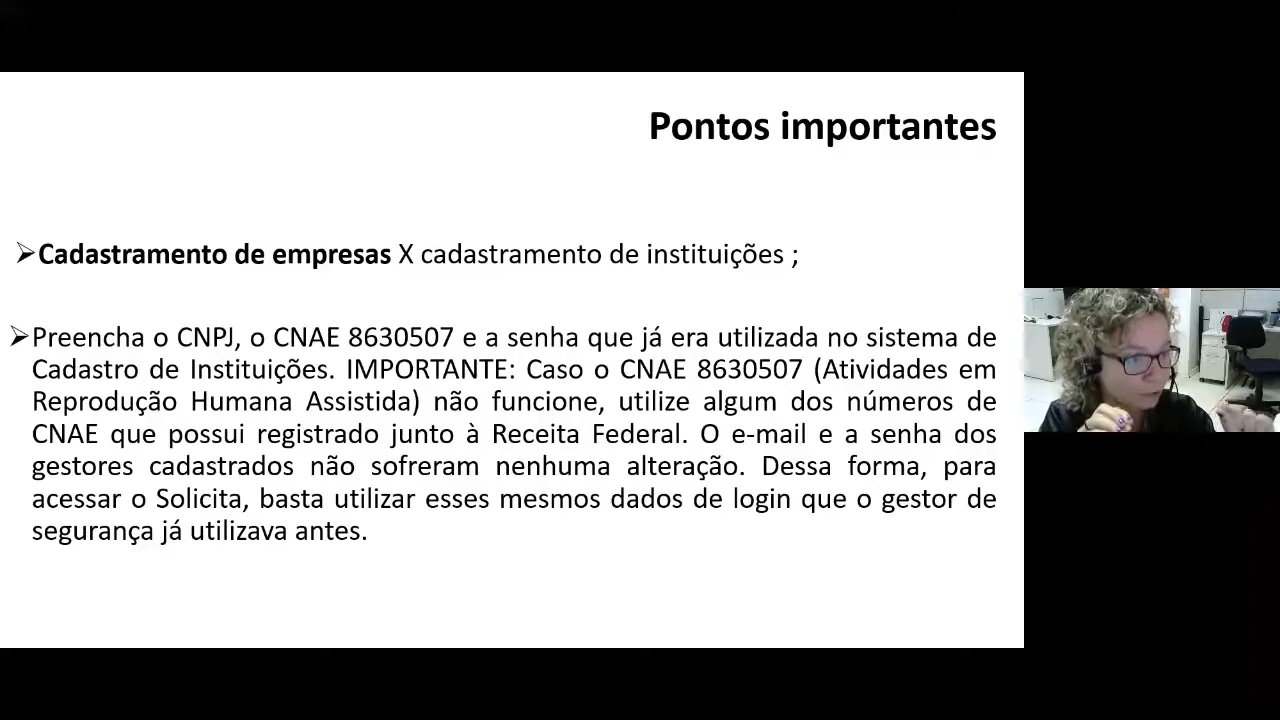 Pontos importantes
➢Cadastramento de empresas X cadastramento de instituições ;
➢Preencha o CNPJ, o CNAE 8630507 e a senha que já era utilizada no sistema de
Cadastro de Instituições. IMPORTANTE: Caso o CNAE 8630507 (Atividades em
Reprodução Humana Assistida) não funcione, utilize algum dos números de
CNAE que possui registrado junto à Receita Federal. O e-mail e a senha dos
gestores cadastrados não sofreram nenhuma alteração. Dessa forma, para
acessar o Solicita, basta utilizar esses mesmos dados de login que o gestor de
segurança já utilizava antes.